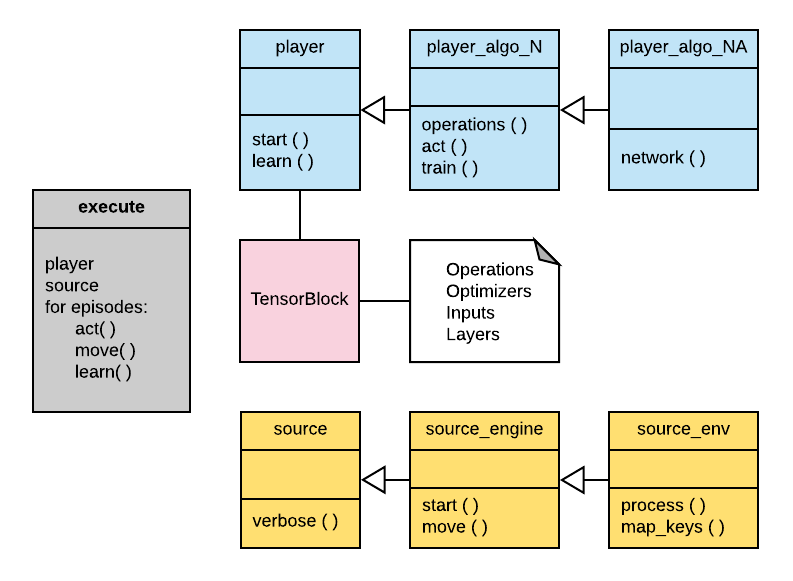 player
start ( )
learn ( )
player_algo_N
operations ( )
act ( )
train ( )
player_algo_NA
network ( )
execute
player
source
for episodes:
act( )
move( )
learn( )
TensorBlock
Operations
Optimizers
Inputs
Layers
source
verbose ( )
source_engine
start ( )
move ( )
source_env
process ( )
map_keys ( )